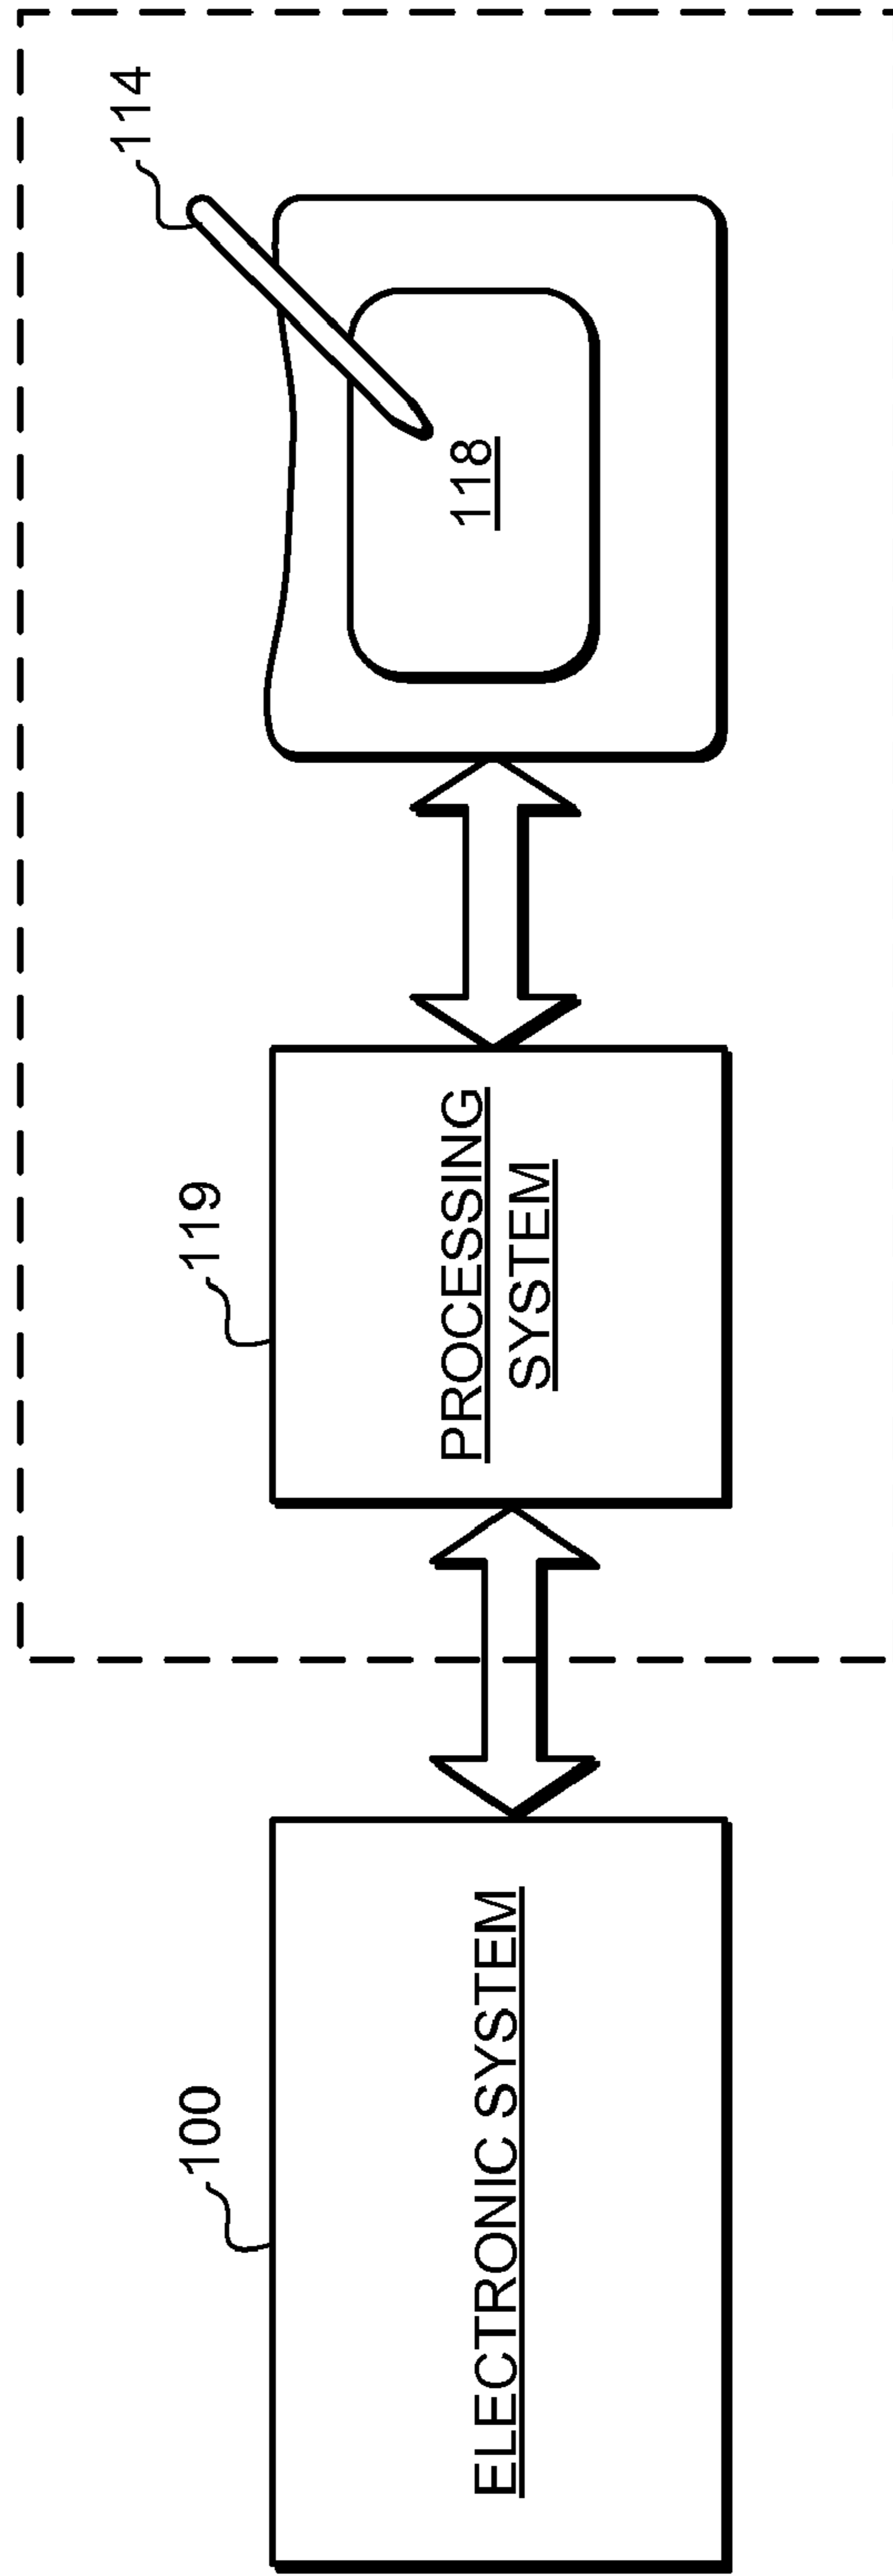 100
ELECTRONIC SYSTEM
119
PROCESSING
SYSTEM
114
118